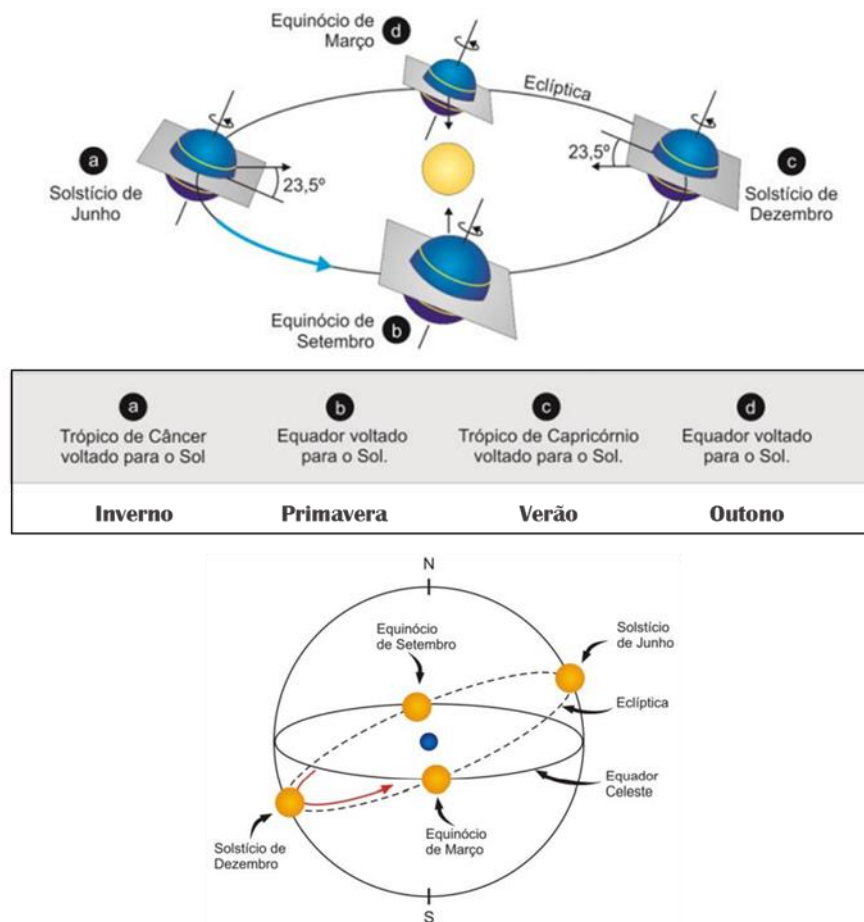 Equinócio de
Março
d
Eclíptica
a
Solstício de
Junho
23,5º
23,5º
c
Solstício de
Dezembro
Equinócio de
Setembro
b
a
Trópico de Câncer
voltado para o Sol
Inverno
b
Equador voltado
para o Sol.
Primavera
c
Trópico de Capricórnio
voltado para o Sol.
Verão
d
Equador voltado
para o Sol.
Outono
N
Equinócio
de Setembro
Solstício
de Junho
Eclíptica
Equador
Celeste
Solstício de
Dezembro
Equinócio
de Março
S